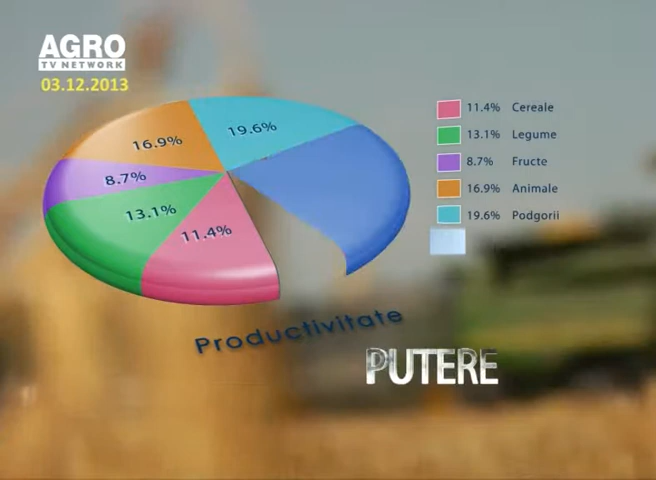 AGRO
TV NETWORK
03.12.2013
16.9%
19.6%
8.7%
13.1%
11.4%
11.4% Cereale
13.1% Legume
8.7% Fructe
16.9% Animale
19.6% Podgorii
Productivitate
PUTERE